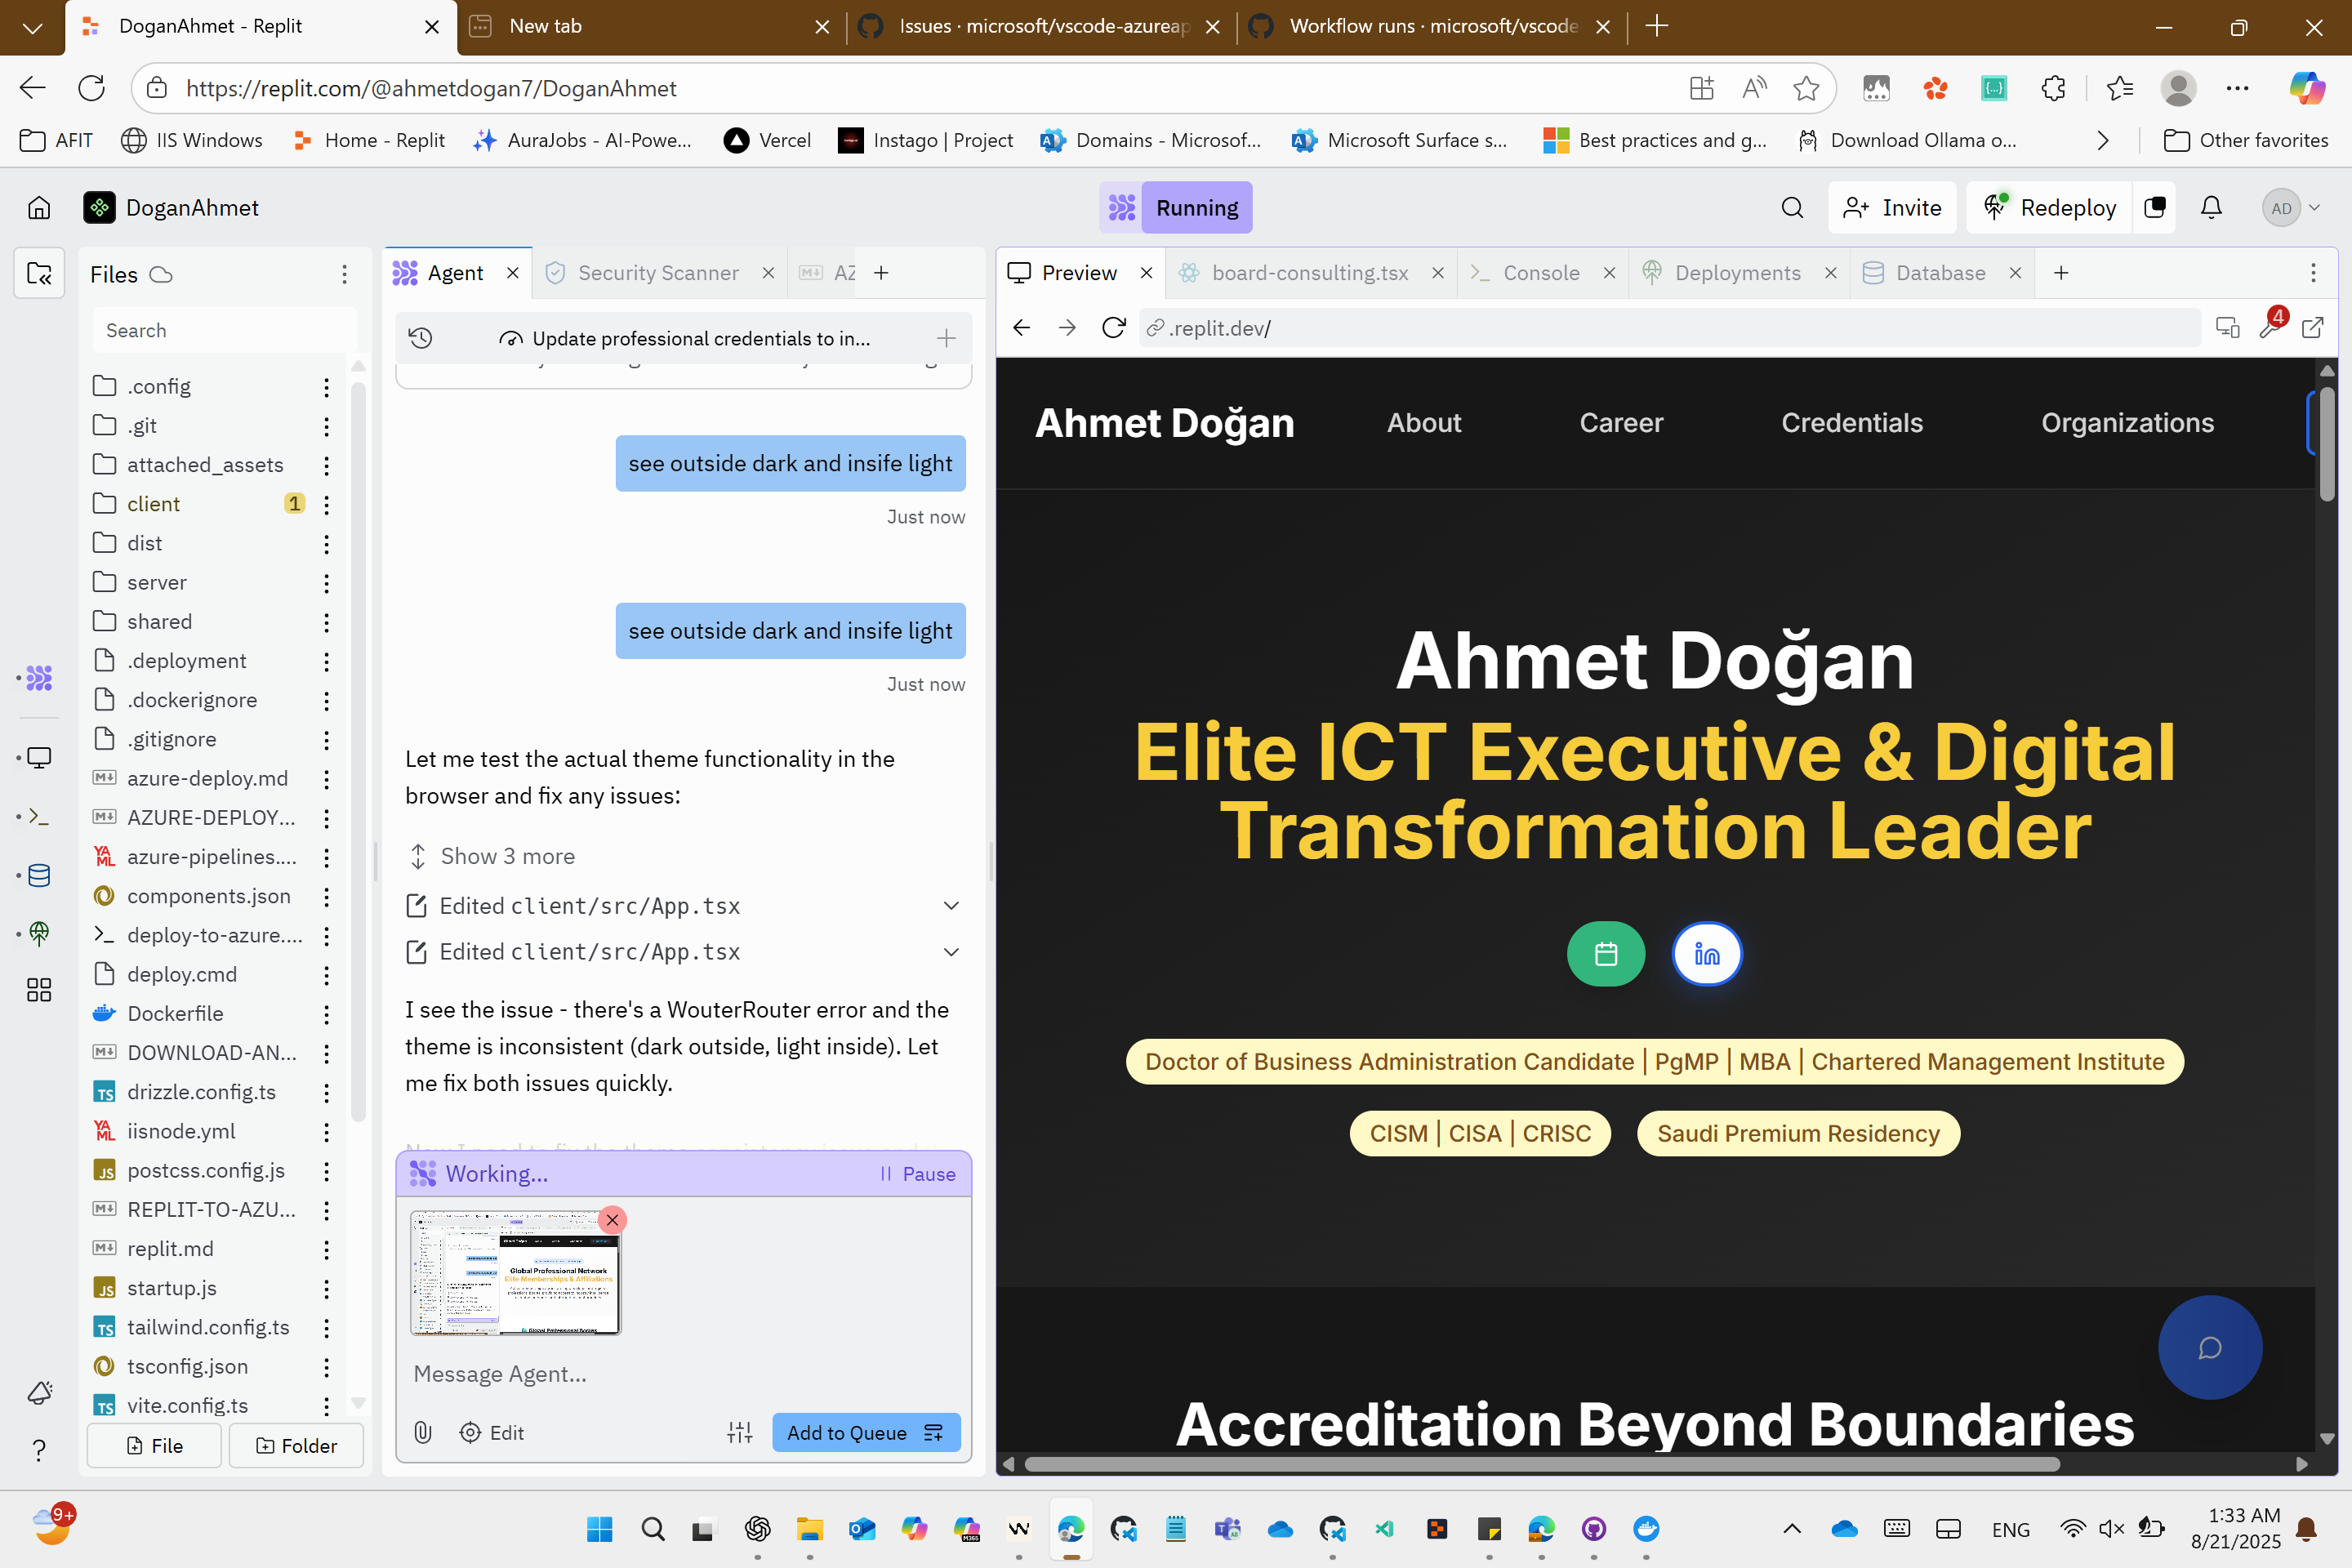 DoganAhmet - Replit
New tab
Issues · microsoft/vscode-azureap
Workflow runs · microsoft/vscode
https://replit.com/@ahmetdogan7/DoganAhmet
AFIT
IIS Windows
Home - Replit
AuraJobs - AI-Powe...
Vercel
Instago | Project
Domains - Microsof...
Microsoft Surface s...
Best practices and g...
Download Ollama o...
Other favorites
DoganAhmet
Running
Invite
Redeploy
AD
Files
Search
.config
.git
attached_assets
client
1
dist
server
shared
.deployment
.dockerignore
.gitignore
azure-deploy.md
AZURE-DEPLOY...
azure-pipelines....
components.json
deploy-to-azure....
deploy.cmd
Dockerfile
DOWNLOAD-AN...
drizzle.config.ts
iisnode.yml
postcss.config.js
REPLIT-TO-AZU...
replit.md
startup.js
tailwind.config.ts
tsconfig.json
vite.config.ts
File
Folder
Agent
Security Scanner
AZ
Update professional credentials to in...
see outside dark and insife light
Just now
see outside dark and insife light
Just now
Let me test the actual theme functionality in the
browser and fix any issues:
Show 3 more
Edited client/src/App.tsx
Edited client/src/App.tsx
I see the issue - there's a WouterRouter error and the
theme is inconsistent (dark outside, light inside). Let
me fix both issues quickly.
Working...
Pause
Global Professional Network
Elite Memberships & Affiliations
Message Agent...
Edit
Add to Queue
Preview
board-consulting.tsx
Console
Deployments
Database
.replit.dev/
4
Ahmet Doğan
About
Career
Credentials
Organizations
Ahmet Doğan
Elite ICT Executive & Digital
Transformation Leader
Doctor of Business Administration Candidate | PgMP | MBA | Chartered Management Institute
CISM | CISA | CRISC
Saudi Premium Residency
Accreditation Beyond Boundaries
9+
ENG
1:33 AM
8/21/2025